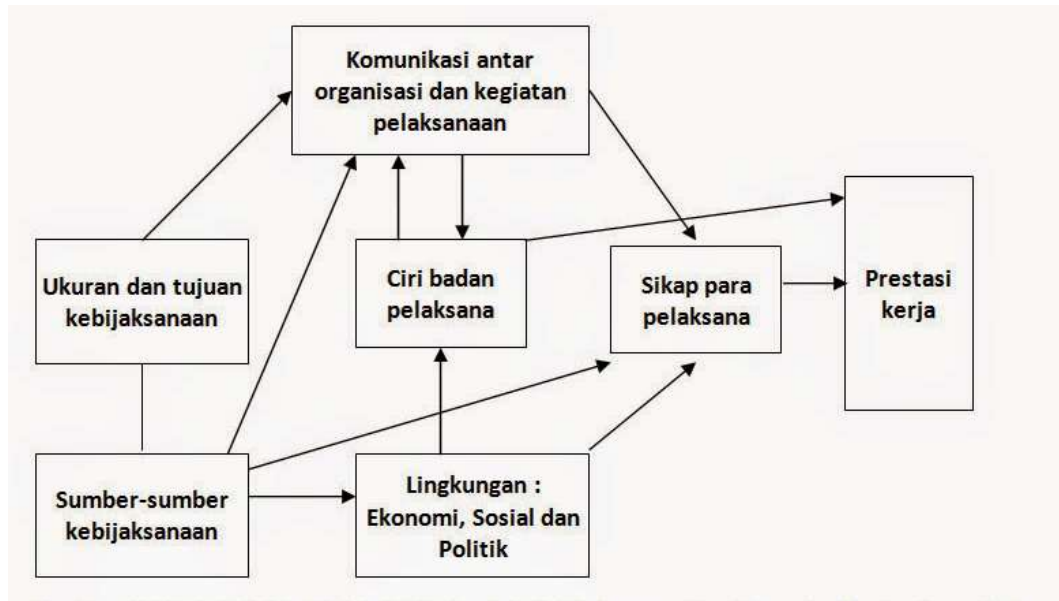 Komunikasi antar
organisasi dan kegiatan
pelaksanaan
Ukuran dan tujuan
kebijaksanaan
Ciri badan
pelaksana
Sikap para
pelaksana
Prestasi
kerja
Sumber-sumber
kebijaksanaan
Lingkungan :
Ekonomi, Sosial dan
Politik